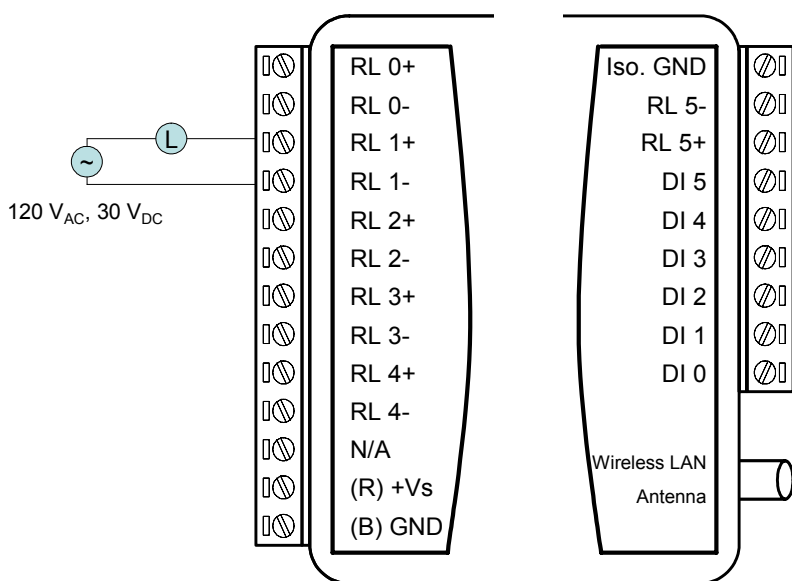 RL 0+
RL 0-
RL 1+
RL 1-
RL 2+
RL 2-
RL 3+
RL 3-
RL 4+
RL 4-
N/A
(R) +Vs
(B) GND
L
~
120 VAC, 30 VDC
Iso. GND
RL 5-
RL 5+
DI 5
DI 4
DI 3
DI 2
DI 1
DI 0
Wireless LAN
Antenna